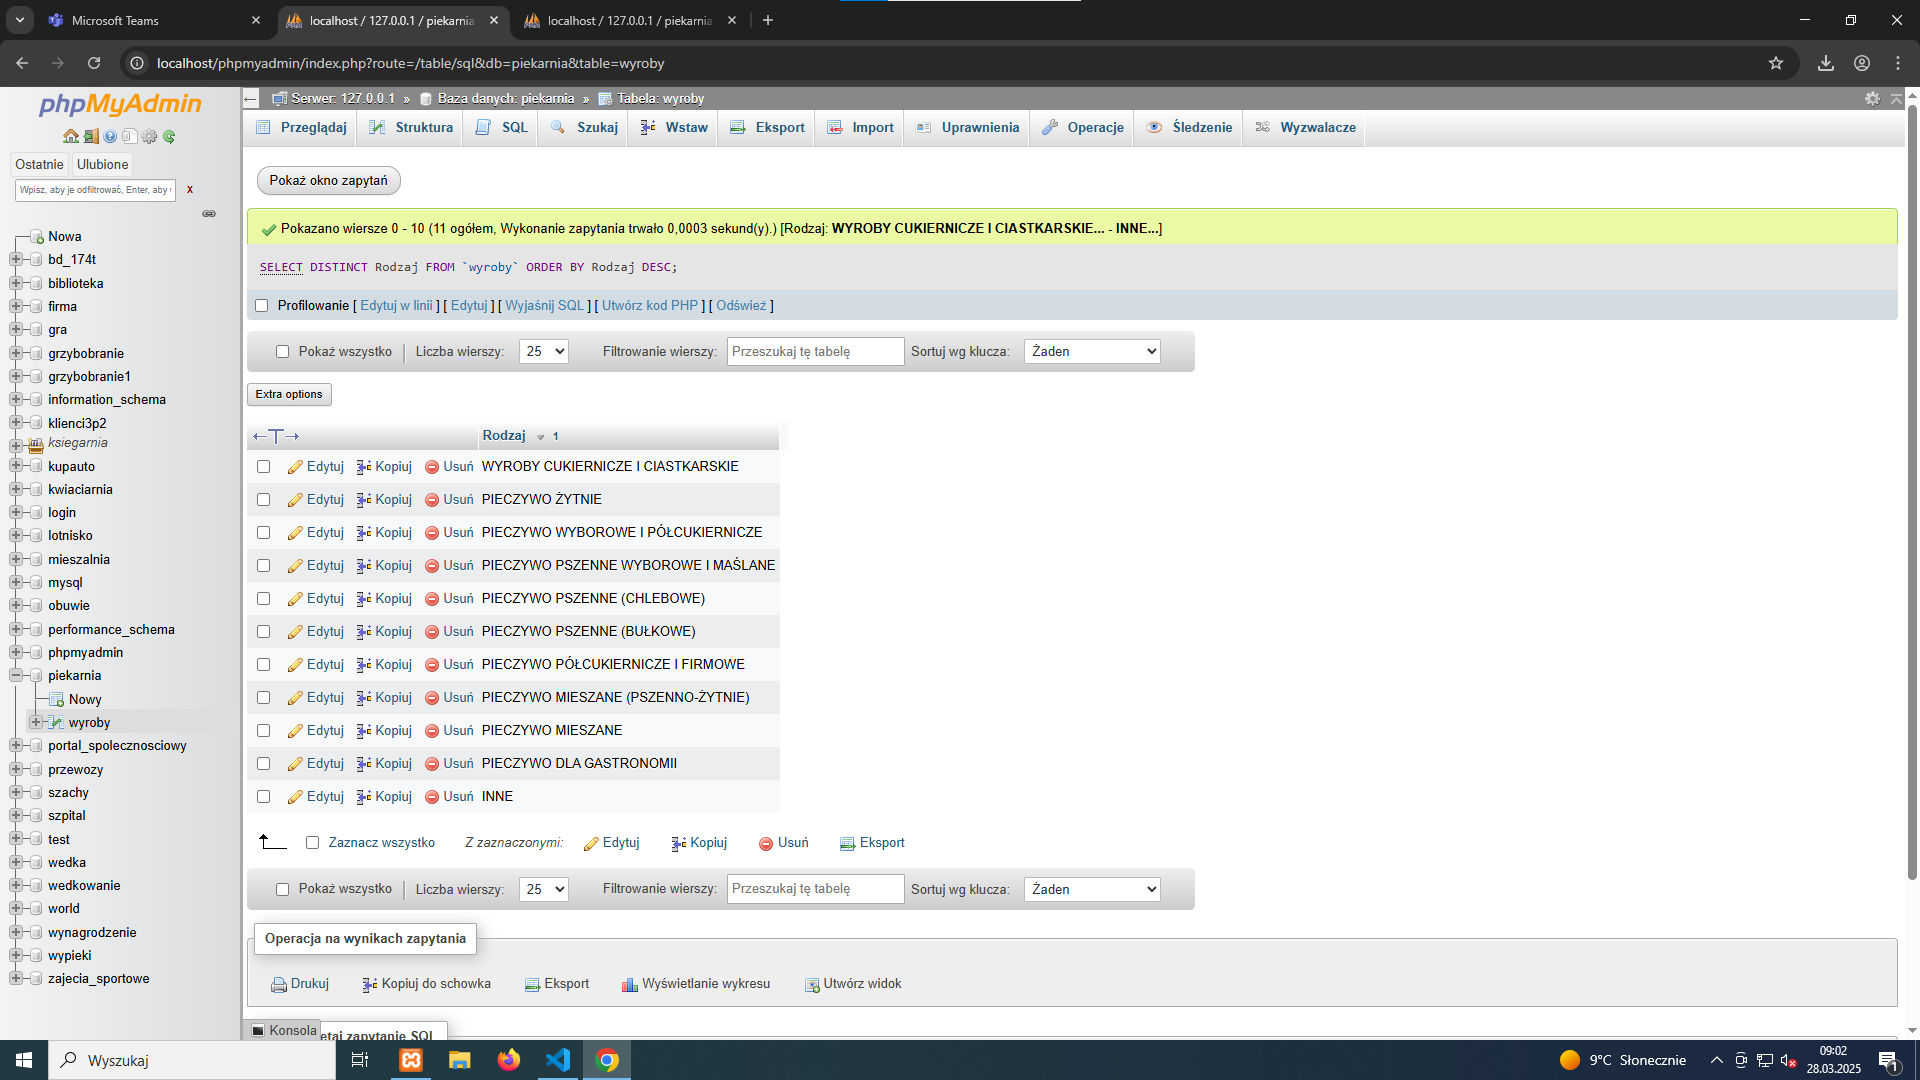 Microsoft Teams
localhost / 127.0.0.1 / piekarnia
localhost / 127.0.0.1 / piekarnia
localhost/phpmyadmin/index.php?route=/table/sql&db=piekarnia&table=wyroby
phpMyAdmin
Ostatnie Ulubione
Wpisz, aby je odfiltrować, Enter, aby X
Nowa
bd_174t
biblioteka
firma
gra
grzybobranie
grzybobranie1
information_schema
klienci3p2
ksiegarnia
kupauto
kwiaciarnia
login
lotnisko
mieszalnia
mysql
obuwie
performance_schema
phpmyadmin
piekarnia
Nowy
wyroby
portal_spolecznosciowy
przewozy
szachy
szpital
test
wedka
wedkowanie
world
wynagrodzenie
wypieki
zajecia_sportowe
Serwer: 127.0.0.1 » Baza danych: piekarnia » Tabela: wyroby
Przeglądaj Struktura SQL Szukaj Wstaw Eksport Import Uprawnienia Operacje Śledzenie Wyzwalacze
Pokaż okno zapytań
Pokazano wiersze 0 - 10 (11 ogółem, Wykonanie zapytania trwało 0,0003 sekund(y).) [Rodzaj: WYROBY CUKIERNICZE I CIASTKARSKIE... - INNE...]
SELECT DISTINCT Rodzaj FROM `wyroby` ORDER BY Rodzaj DESC;
Profilowanie [ Edytuj w linii ] [ Edytuj ] [ Wyjaśnij SQL ] [ Utwórz kod PHP ] [ Odśwież ]
Pokaż wszystko Liczba wierszy: 25 Filtrowanie wierszy: Przeszukaj tę tabelę Sortuj wg klucza: Żaden
Extra options
←T→ Rodzaj 1
Edytuj Kopiuj Usuń WYROBY CUKIERNICZE I CIASTKARSKIE
Edytuj Kopiuj Usuń PIECZYWO ŻYTNIE
Edytuj Kopiuj Usuń PIECZYWO WYBOROWE I PÓŁCUKIERNICZE
Edytuj Kopiuj Usuń PIECZYWO PSZENNE WYBOROWE I MAŚLANE
Edytuj Kopiuj Usuń PIECZYWO PSZENNE (CHLEBOWE)
Edytuj Kopiuj Usuń PIECZYWO PSZENNE (BUŁKOWE)
Edytuj Kopiuj Usuń PIECZYWO PÓŁCUKIERNICZE I FIRMOWE
Edytuj Kopiuj Usuń PIECZYWO MIESZANE (PSZENNO-ŻYTNIE)
Edytuj Kopiuj Usuń PIECZYWO MIESZANE
Edytuj Kopiuj Usuń PIECZYWO DLA GASTRONOMII
Edytuj Kopiuj Usuń INNE
Zaznacz wszystko Z zaznaczonymi: Edytuj Kopiuj Usuń Eksport
Pokaż wszystko Liczba wierszy: 25 Filtrowanie wierszy: Przeszukaj tę tabelę Sortuj wg klucza: Żaden
Operacja na wynikach zapytania
Drukuj Kopiuj do schowka Eksport Wyświetlanie wykresu Utwórz widok
Konsola etaj zapytanie SQL
Wyszukaj
9°C Słonecznie
09:02
28.03.2025
1